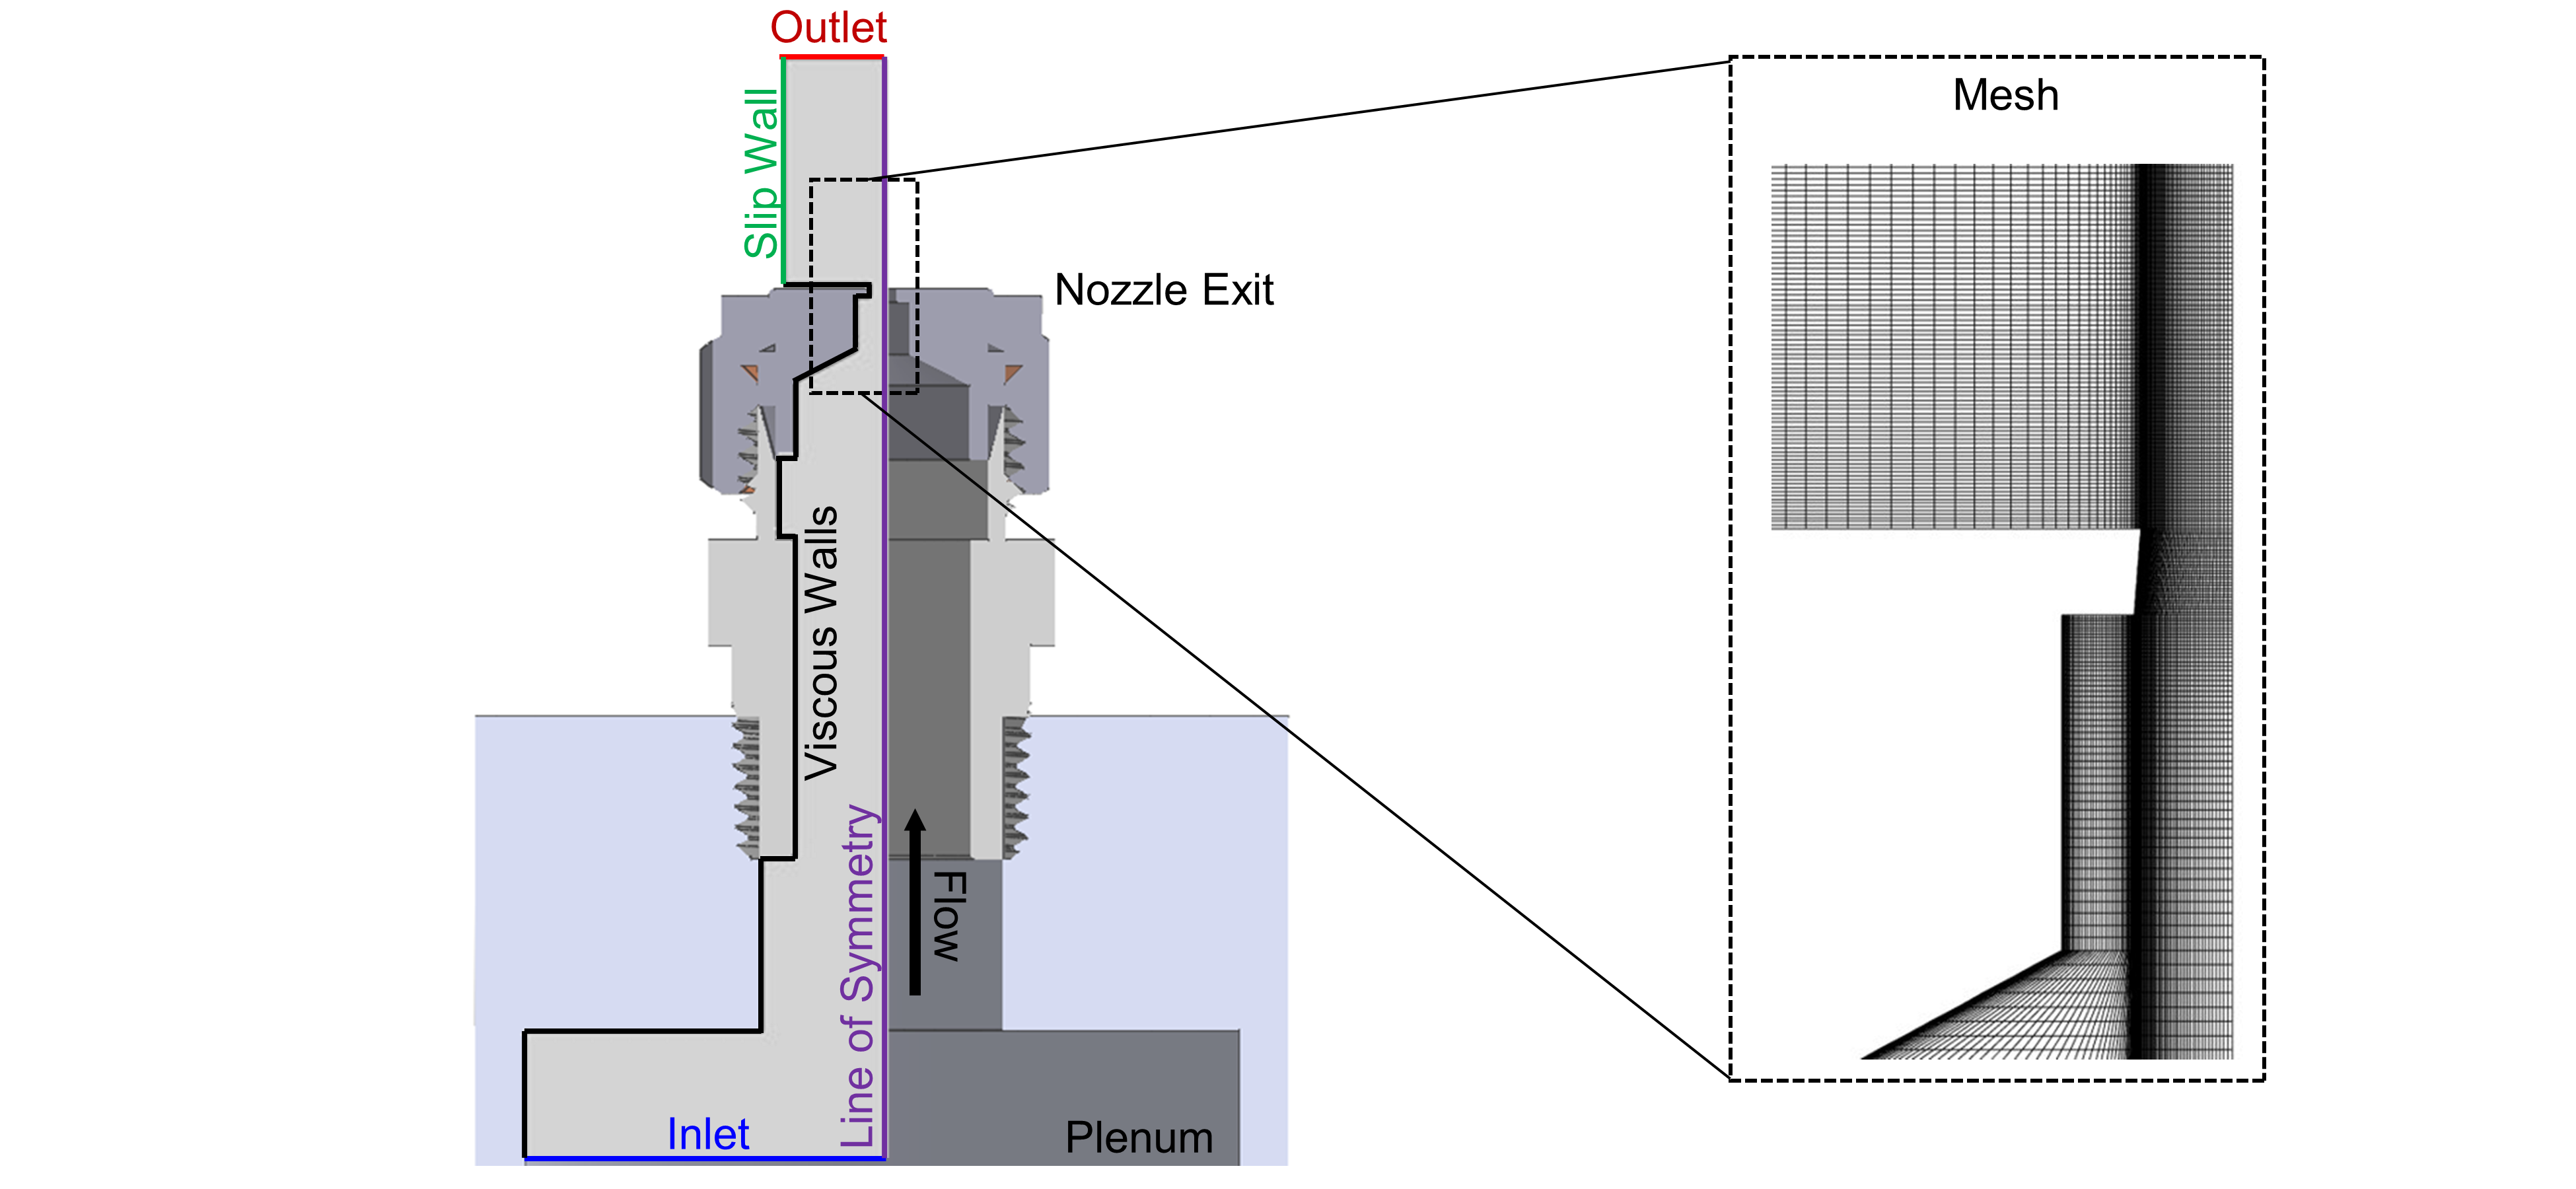 Outlet
Slip Wall
Mesh
Nozzle Exit
Viscous Walls
Line of Symmetry
Flow
Inlet
Plenum